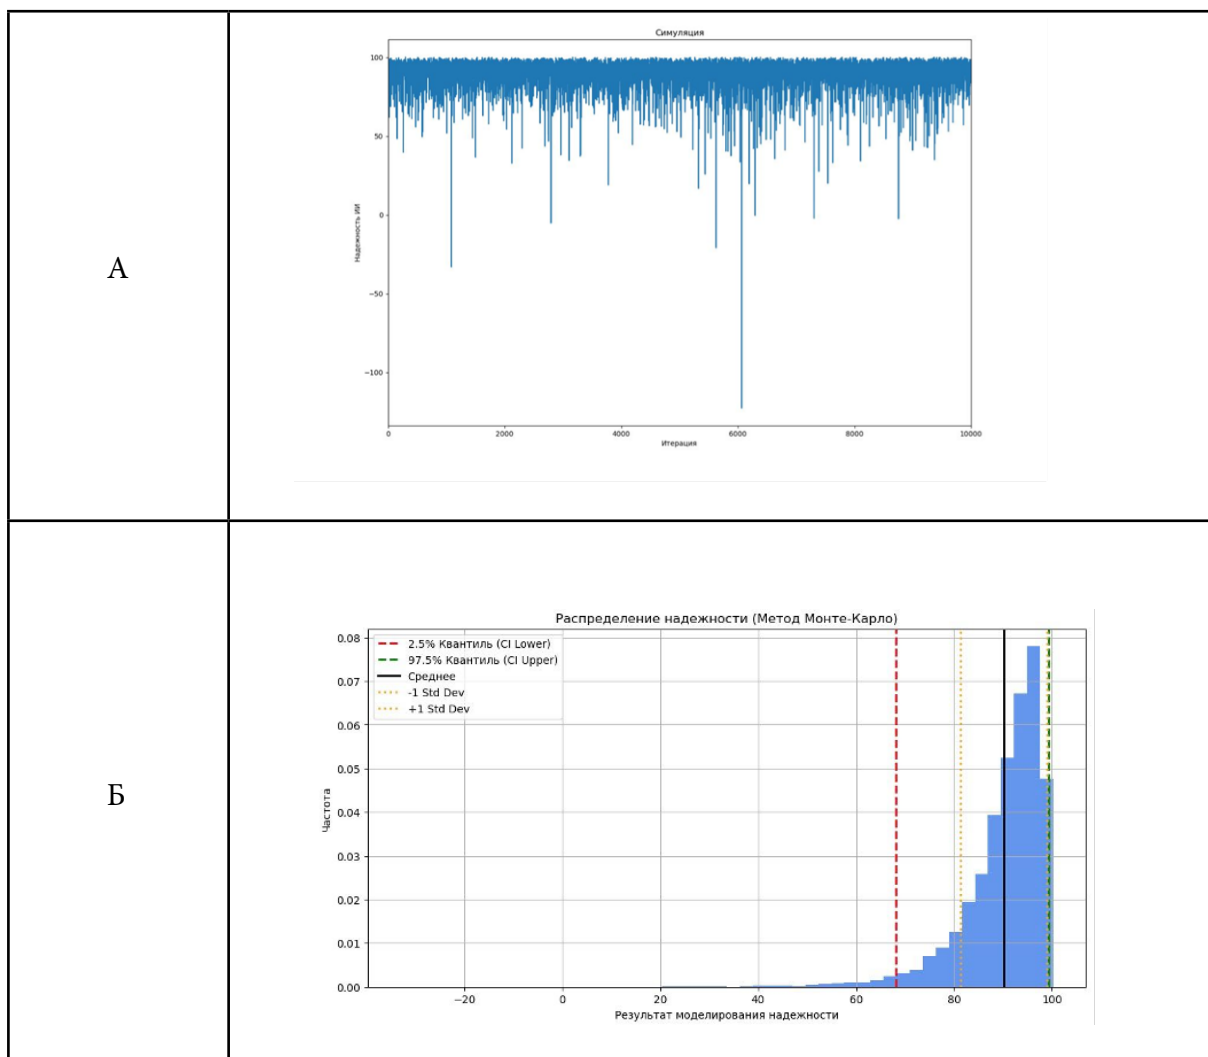 А
Симуляция
100
50
0
−50
−100
Надежность ИИ
0 2000 4000 6000 8000 10000
Итерация
Б
Распределение надежности (Метод Монте-Карло)
2.5% Квантиль (CI Lower)
97.5% Квантиль (CI Upper)
Среднее
-1 Std Dev
+1 Std Dev
0.08
0.07
0.06
0.05
0.04
0.03
0.02
0.01
0.00
Частота
−20 0 20 40 60 80 100
Результат моделирования надежности